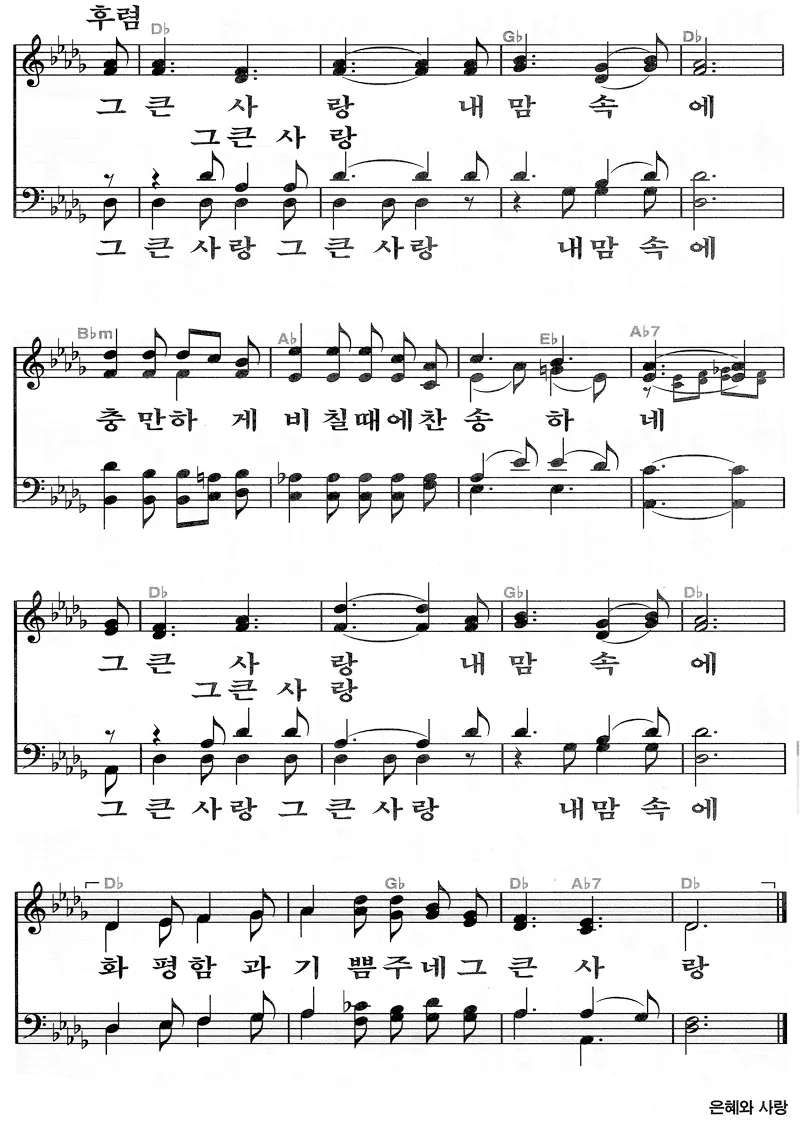 후렴
D♭ G♭ D♭
그 큰 사 랑 내 맘 속 에
그큰 사 랑
그 큰 사랑 그 큰 사랑 내맘 속 에
B♭m A♭ E♭ A♭7
충 만하 게 비 칠때에찬 송 하 네
D♭ G♭ D♭
그 큰 사 랑 내 맘 속 에
그큰 사 랑
그 큰 사랑 그 큰 사랑 내맘 속 에
D♭ G♭ D♭ A♭7 D♭
화 평함 과 기 쁨주네그 큰 사 랑
은혜와 사랑